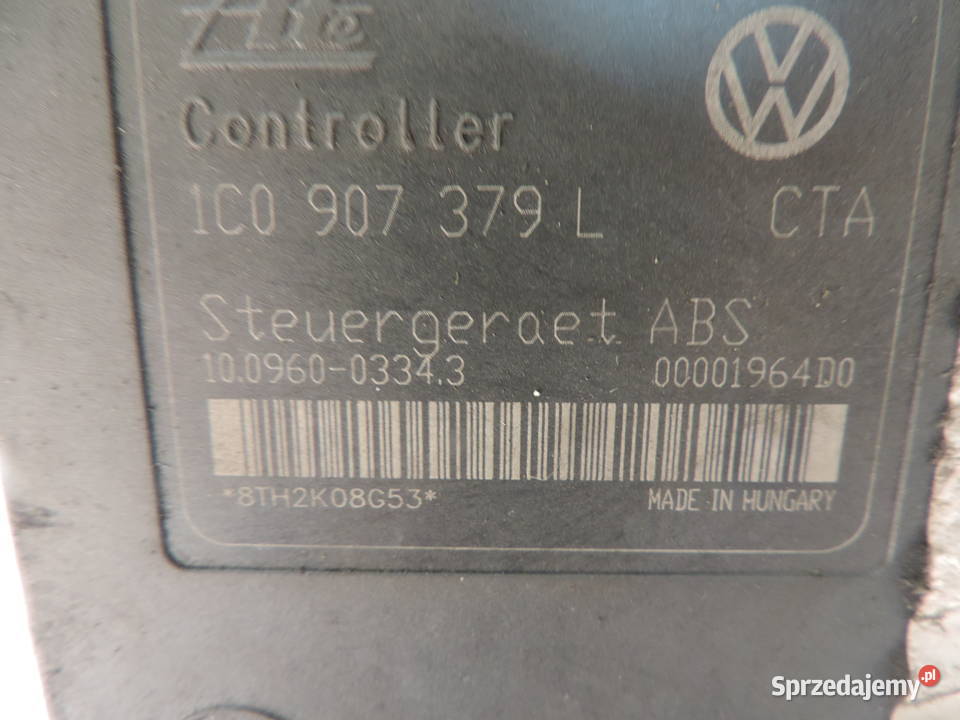 Ate
Controller
1C0 907 379 L CTA
Steuergeraet ABS
10.0960-0334.3 00001964D0
*8TH2K08G53* MADE IN HUNGARY
Sprzedajemy.pl